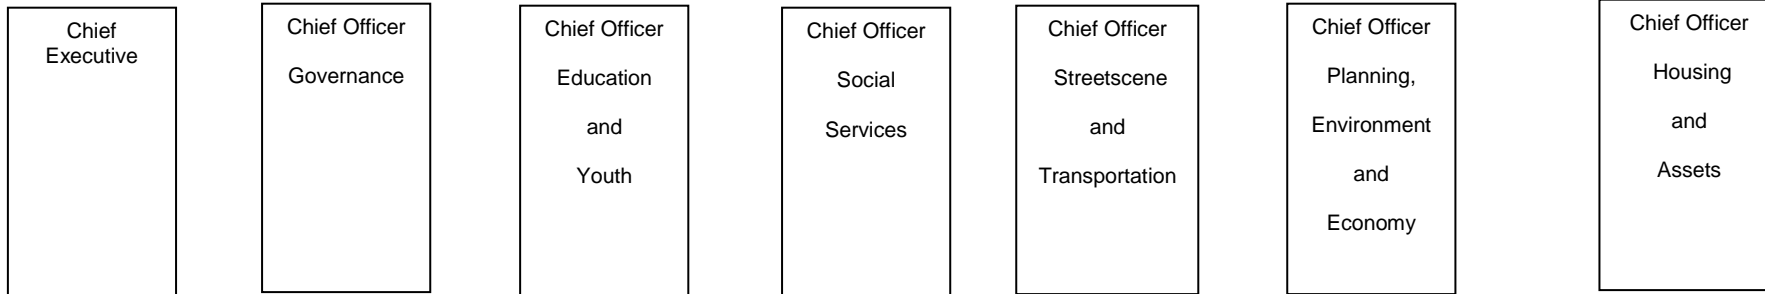 Chief
Executive
Chief Officer
Governance
Chief Officer
Education
and
Youth
Chief Officer
Social
Services
Chief Officer
Streetscene
and
Transportation
Chief Officer
Planning,
Environment
and
Economy
Chief Officer
Housing
and
Assets